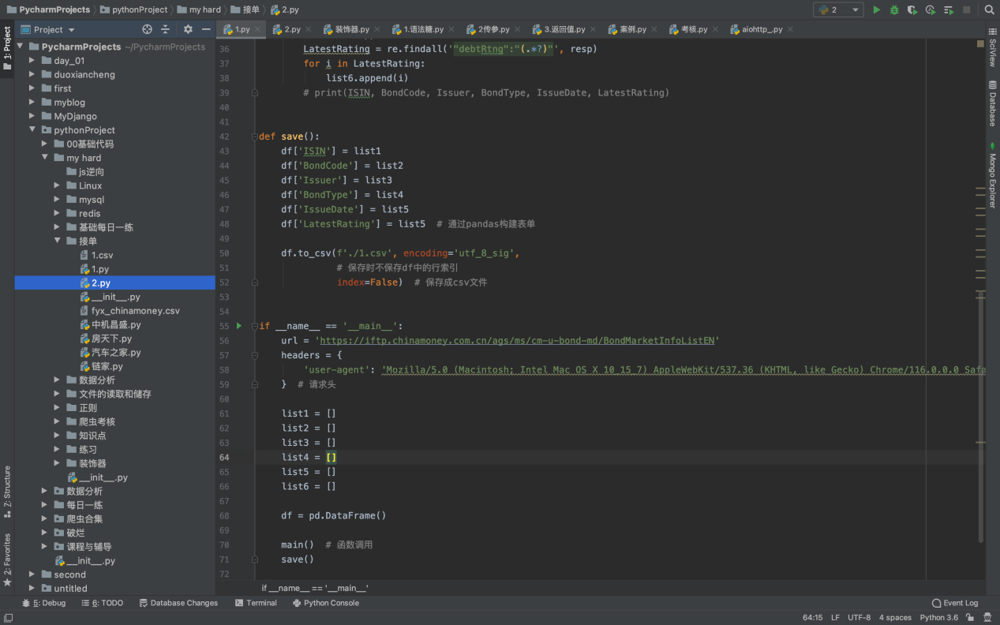 PycharmProjects pythonProject my hard 接单 2.py 2
Project
1.py 2.py 装饰器.py 1.语法糖.py 2传参.py 3.返回值.py 案例.py 考核.py aiohttp_.py
1: Project
7: Structure
2: Favorites
PycharmProjects ~/PycharmProjects
day_01
duoxiancheng
first
myblog
MyDjango
pythonProject
00基础代码
my hard
js逆向
Linux
mysql
redis
基础每日一练
接单
1.csv
1.py
2.py
__init__.py
fyx_chinamoney.csv
中机昌盛.py
房天下.py
汽车之家.py
链家.py
数据分析
文件的读取和储存
正则
爬虫考核
知识点
练习
装饰器
__init__.py
数据分析
每日一练
爬虫合集
破烂
课程与辅导
__init__.py
second
untitled
36 LatestRating = re.findall('"debtRtng":"(.*?)"', resp)
37 for i in LatestRating:
38 list6.append(i)
39 # print(ISIN, BondCode, Issuer, BondType, IssueDate, LatestRating)
40
41
42 def save():
43 df['ISIN'] = list1
44 df['BondCode'] = list2
45 df['Issuer'] = list3
46 df['BondType'] = list4
47 df['IssueDate'] = list5
48 df['LatestRating'] = list5 # 通过pandas构建表单
49
50 df.to_csv(f'./1.csv', encoding='utf_8_sig',
51 # 保存时不保存df中的行索引
52 index=False) # 保存成csv文件
53
54
55 if __name__ == '__main__':
56 url = 'https://iftp.chinamoney.com.cn/ags/ms/cm-u-bond-md/BondMarketInfoListEN'
57 headers = {
58 'user-agent': 'Mozilla/5.0 (Macintosh; Intel Mac OS X 10_15_7) AppleWebKit/537.36 (KHTML, like Gecko) Chrome/116.0.0.0 Safa
59 } # 请求头
60
61 list1 = []
62 list2 = []
63 list3 = []
64 list4 = []
65 list5 = []
66 list6 = []
67
68 df = pd.DataFrame()
69
70 main() # 函数调用
71 save()
72
if __name__ == '__main__'
SciView
Database
Mongo Explorer
5: Debug 6: TODO Database Changes Terminal Python Console Event Log
64:15 LF UTF-8 4 spaces Python 3.6